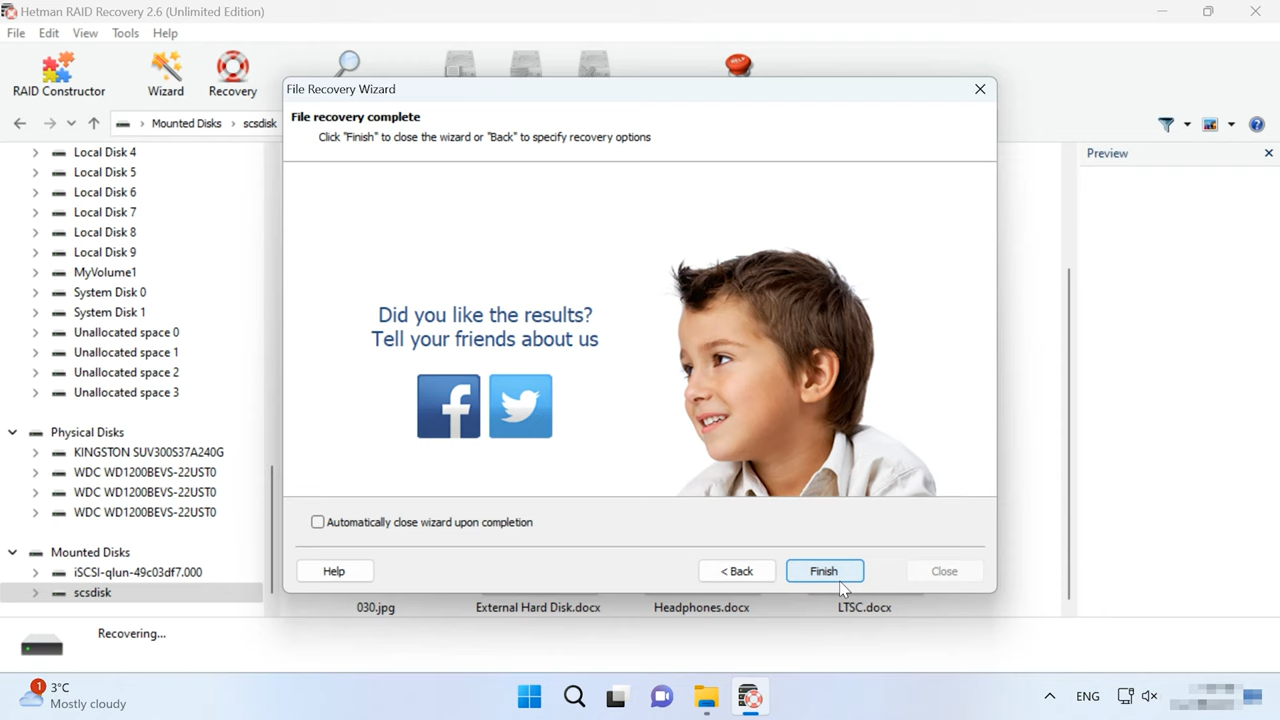 Hetman RAID Recovery 2.6 (Unlimited Edition)
File Edit View Tools Help
RAID Constructor Wizard Recovery
HELP
Mounted Disks scsdisk
File Recovery Wizard
File recovery complete
Click "Finish" to close the wizard or "Back" to specify recovery options
Preview
Local Disk 4
Local Disk 5
Local Disk 6
Local Disk 7
Local Disk 8
Local Disk 9
MyVolume1
System Disk 0
System Disk 1
Unallocated space 0
Unallocated space 1
Unallocated space 2
Unallocated space 3
Physical Disks
KINGSTON SUV300S37A240G
WDC WD1200BEVS-22UST0
WDC WD1200BEVS-22UST0
WDC WD1200BEVS-22UST0
Mounted Disks
iSCSI-qlun-49c03df7.000
scsdisk
Did you like the results?
Tell your friends about us
Automatically close wizard upon completion
Help < Back Finish Close
030.jpg External Hard Disk.docx Headphones.docx LTSC.docx
Recovering...
1
3°C
Mostly cloudy
ENG